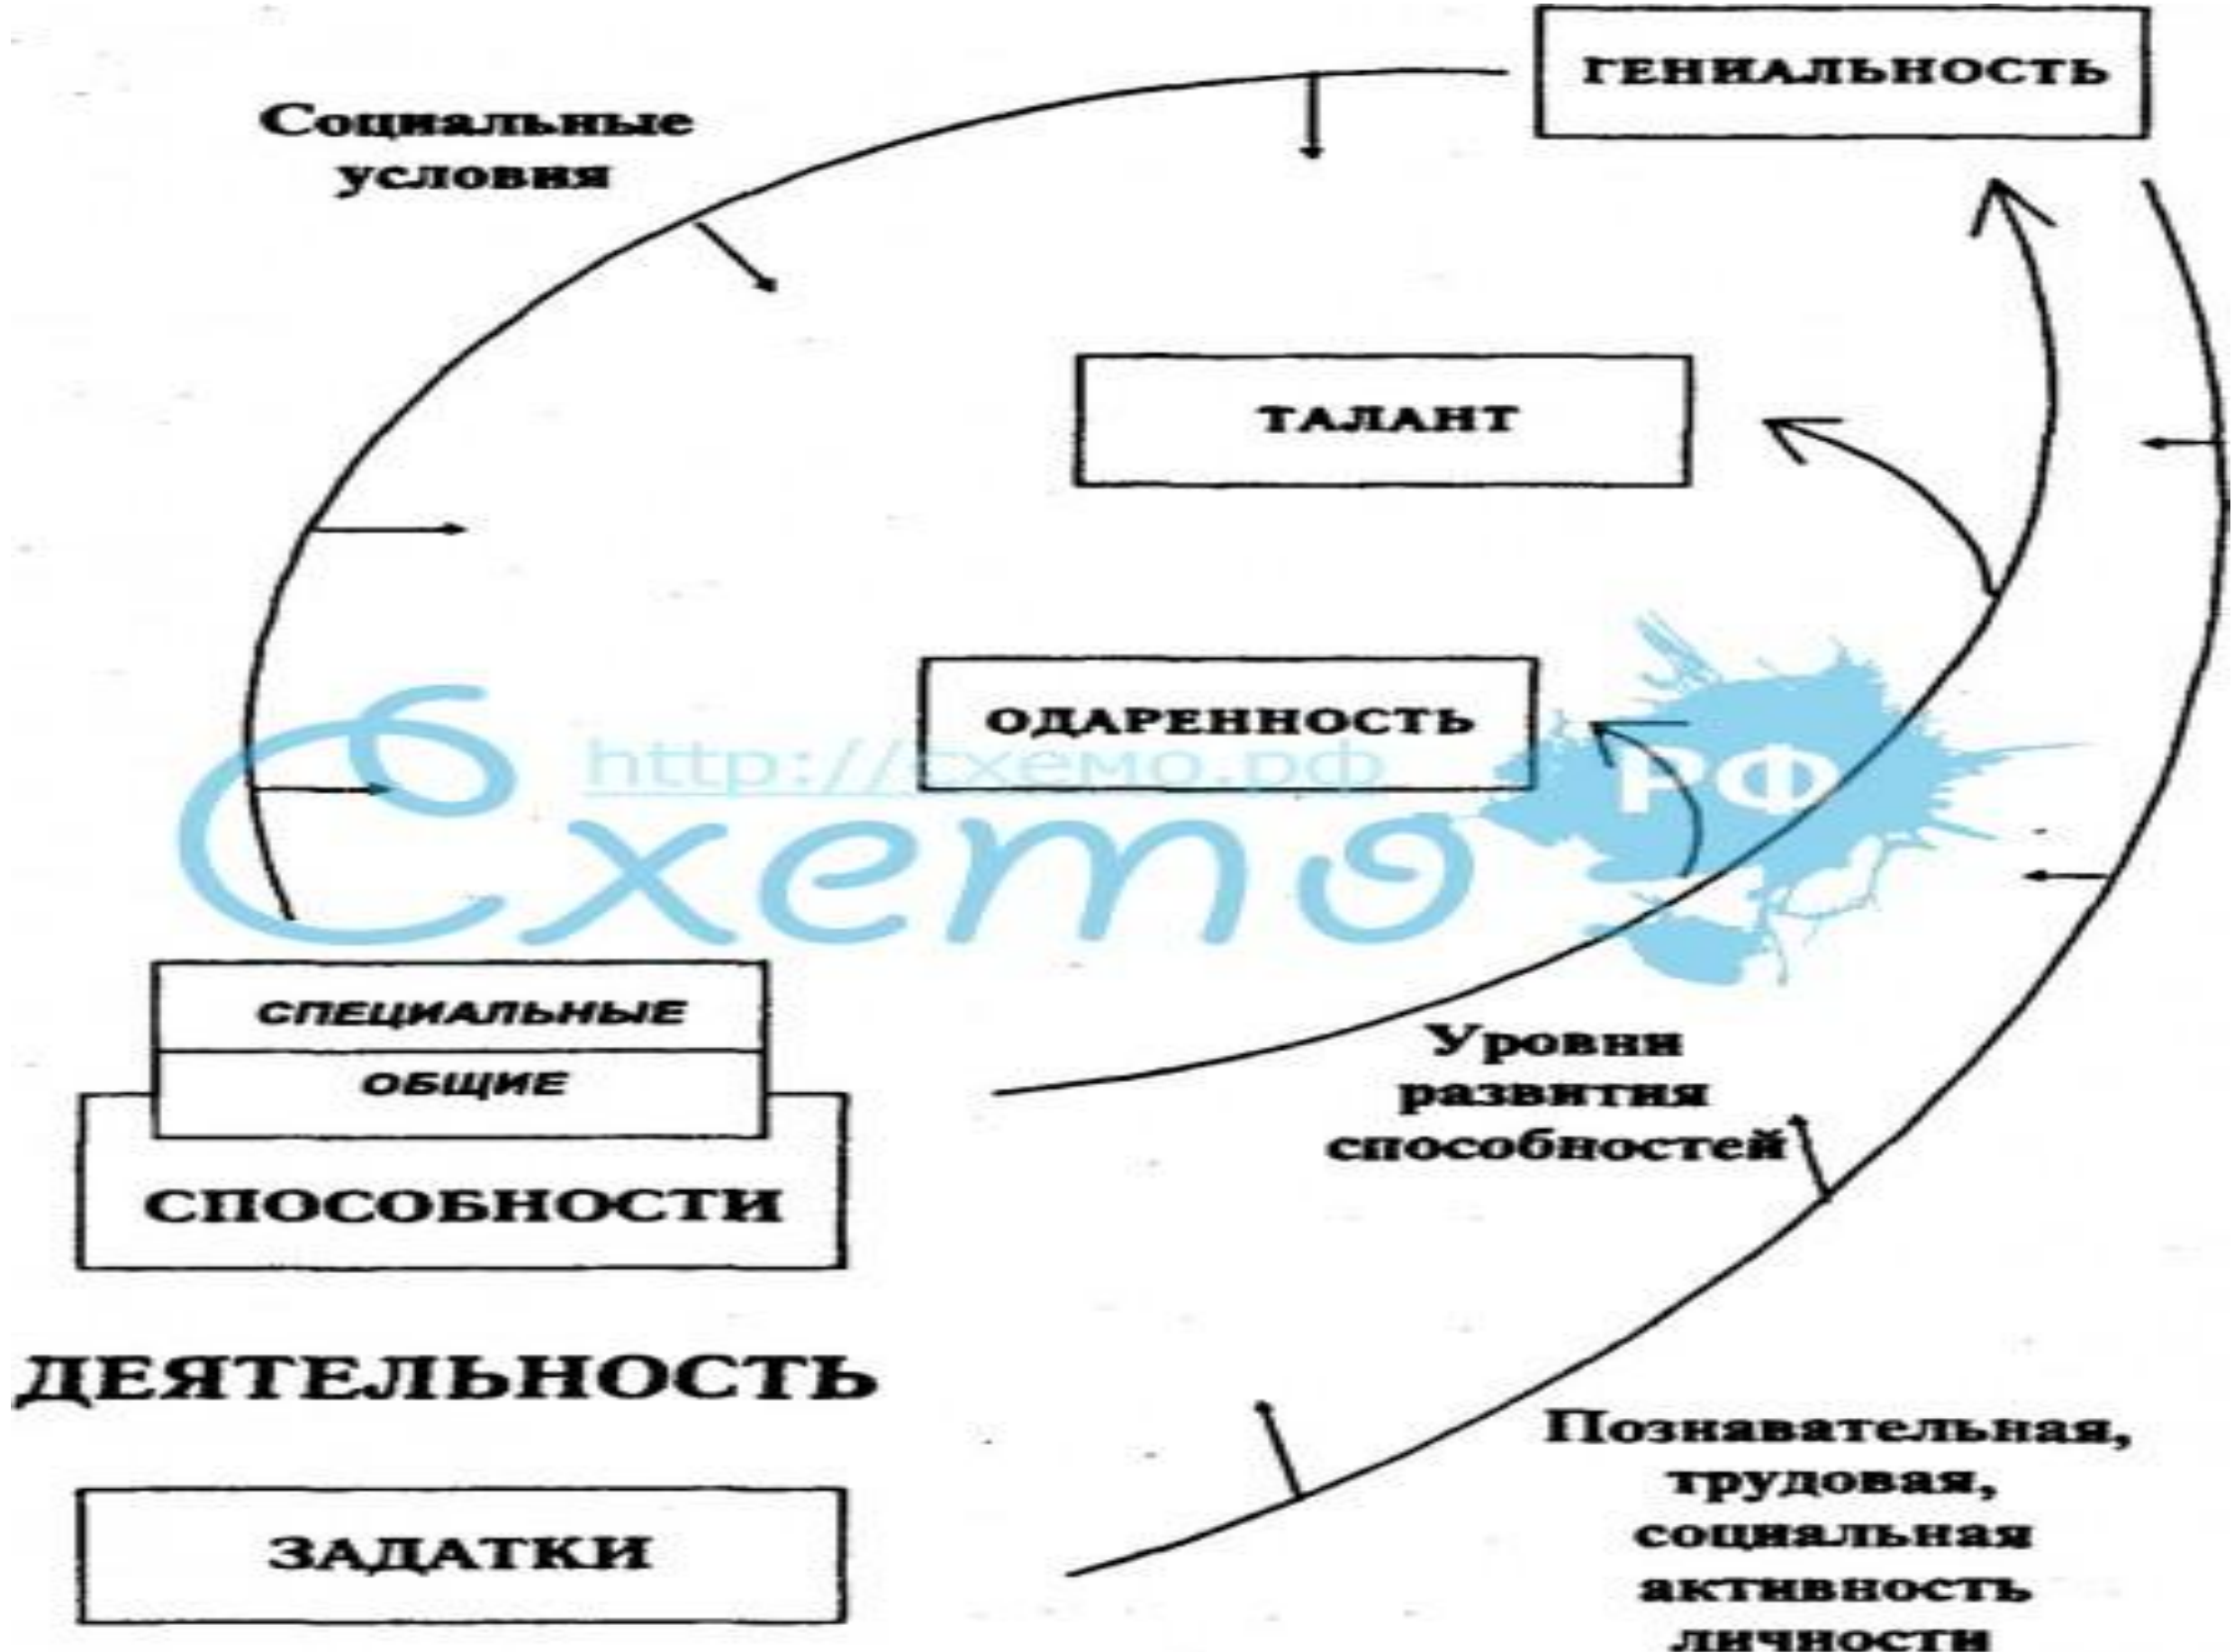 ГЕНИАЛЬНОСТЬ
Социальные
условия
ТАЛАНТ
ОДАРЕННОСТЬ
http://схемо.рф
Схемо
РФ
СПЕЦИАЛЬНЫЕ
ОБЩИЕ
СПОСОБНОСТИ
Уровни
развития
способностей
ДЕЯТЕЛЬНОСТЬ
ЗАДАТКИ
Познавательная,
трудовая,
социальная
активность
личности